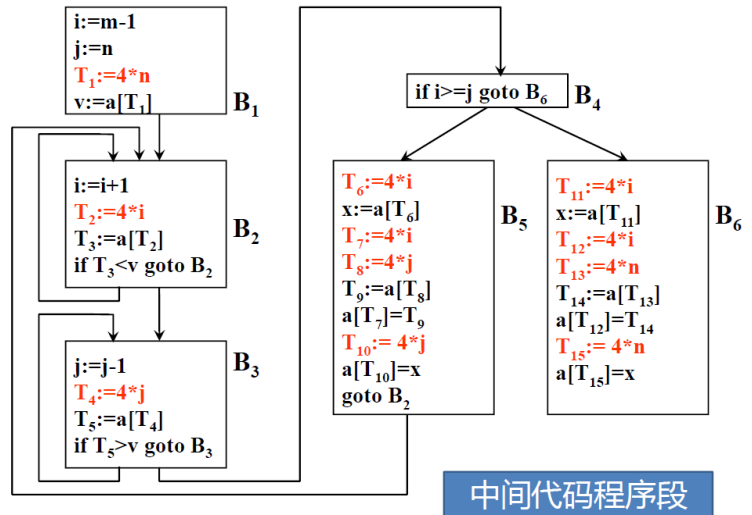 i:=m-1
j:=n
T₁:=4*n
v:=a[T₁]
B₁
i:=i+1
T₂:=4*i
T₃:=a[T₂]
if T₃<v goto B₂
B₂
j:=j-1
T₄:=4*j
T₅:=a[T₄]
if T₅>v goto B₃
B₃
if i>=j goto B₆
B₄
T₆:=4*i
x:=a[T₆]
T₇:=4*i
T₈:=4*j
T₉:=a[T₈]
a[T₇]=T₉
T₁₀:= 4*j
a[T₁₀]=x
goto B₂
B₅
T₁₁:=4*i
x:=a[T₁₁]
T₁₂:=4*i
T₁₃:=4*n
T₁₄:=a[T₁₃]
a[T₁₂]=T₁₄
T₁₅:= 4*n
a[T₁₅]=x
B₆
中间代码程序段